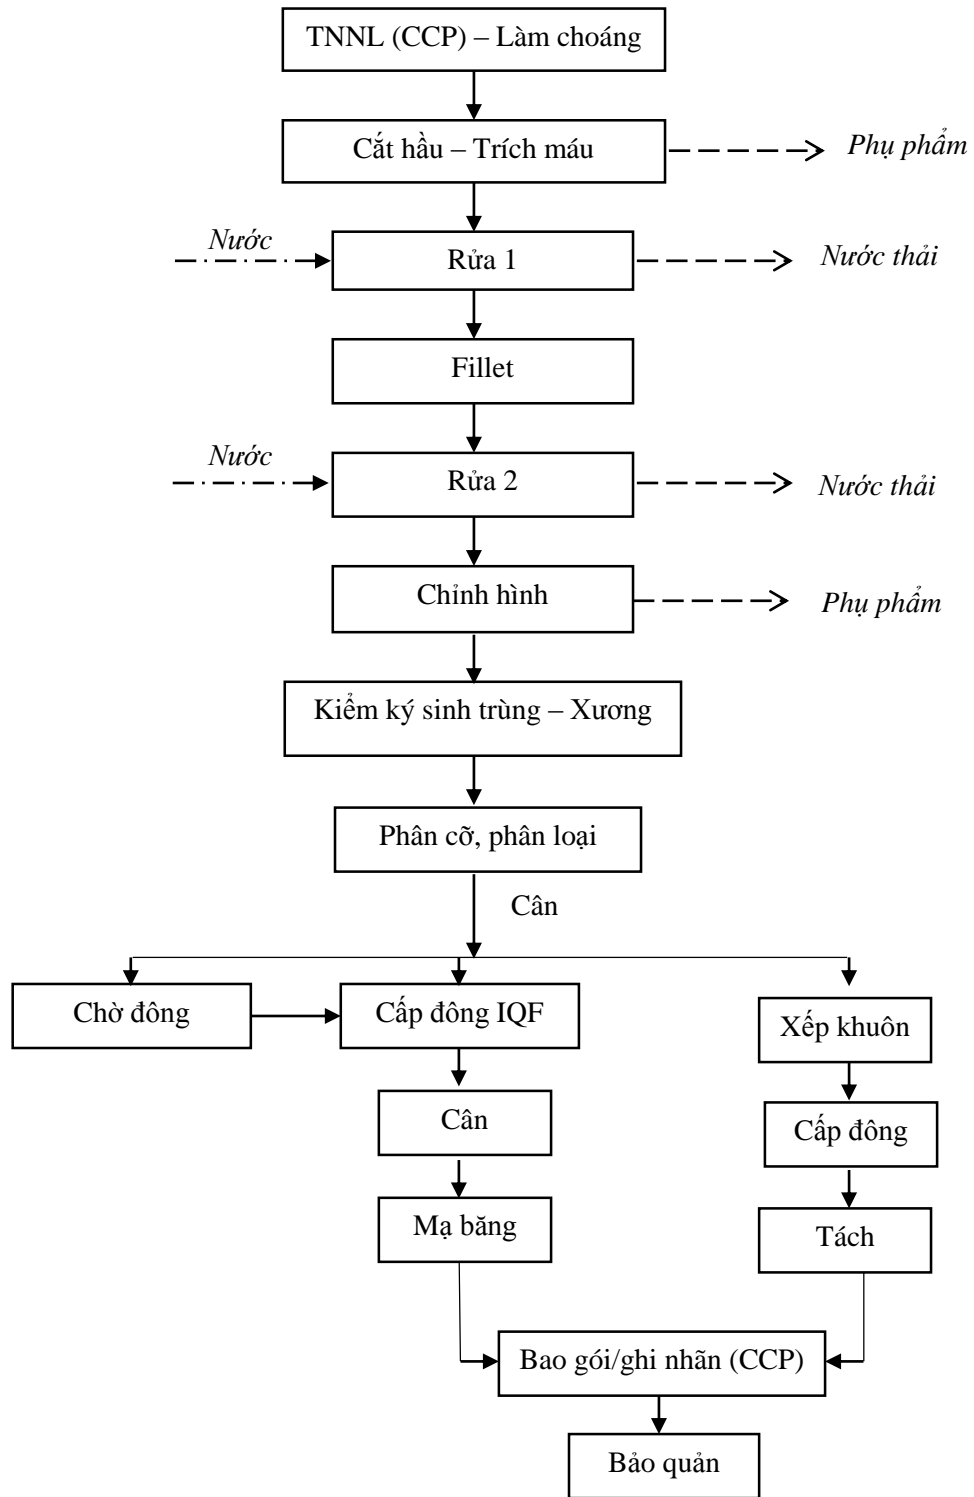 TNNL (CCP) – Làm choáng
Cắt hầu – Trích máu
Phụ phẩm
Nước
Rửa 1
Nước thải
Fillet
Nước
Rửa 2
Nước thải
Chỉnh hình
Phụ phẩm
Kiểm ký sinh trùng – Xương
Phân cỡ, phân loại
Cân
Chờ đông
Cấp đông IQF
Xếp khuôn
Cân
Cấp đông
Mạ băng
Tách
Bao gói/ghi nhãn (CCP)
Bảo quản